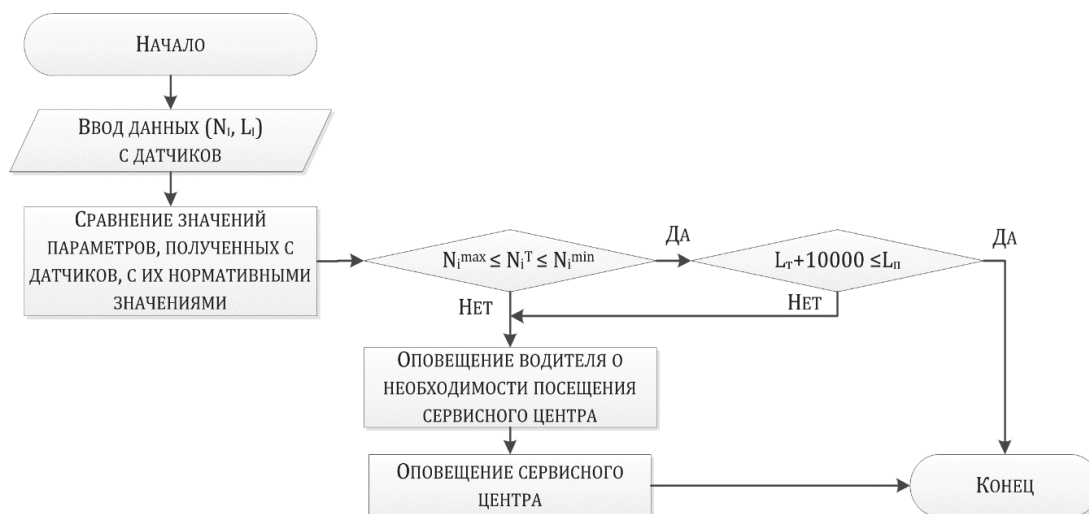 Начало
Ввод данных (Nᵢ, Lᵢ)
с датчиков
Сравнение значений
параметров, полученных с
датчиков, с их нормативными
значениями
Nᵢᵐᵃˣ ≤ Nᵢᵀ ≤ Nᵢᵐⁱⁿ
Да
Lт+10000 ≤Lп
Да
Нет
Нет
Оповещение водителя о
необходимости посещения
сервисного центра
Оповещение сервисного
центра
Конец